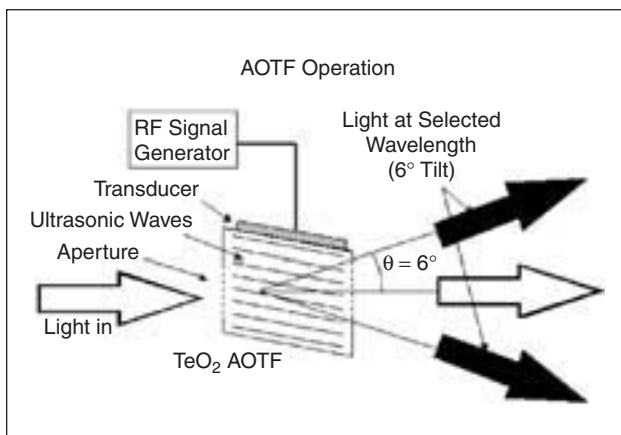 AOTF Operation
RF Signal
Generator
Light at Selected
Wavelength
(6° Tilt)
Transducer
Ultrasonic Waves
Aperture
θ = 6°
Light in
TeO₂ AOTF